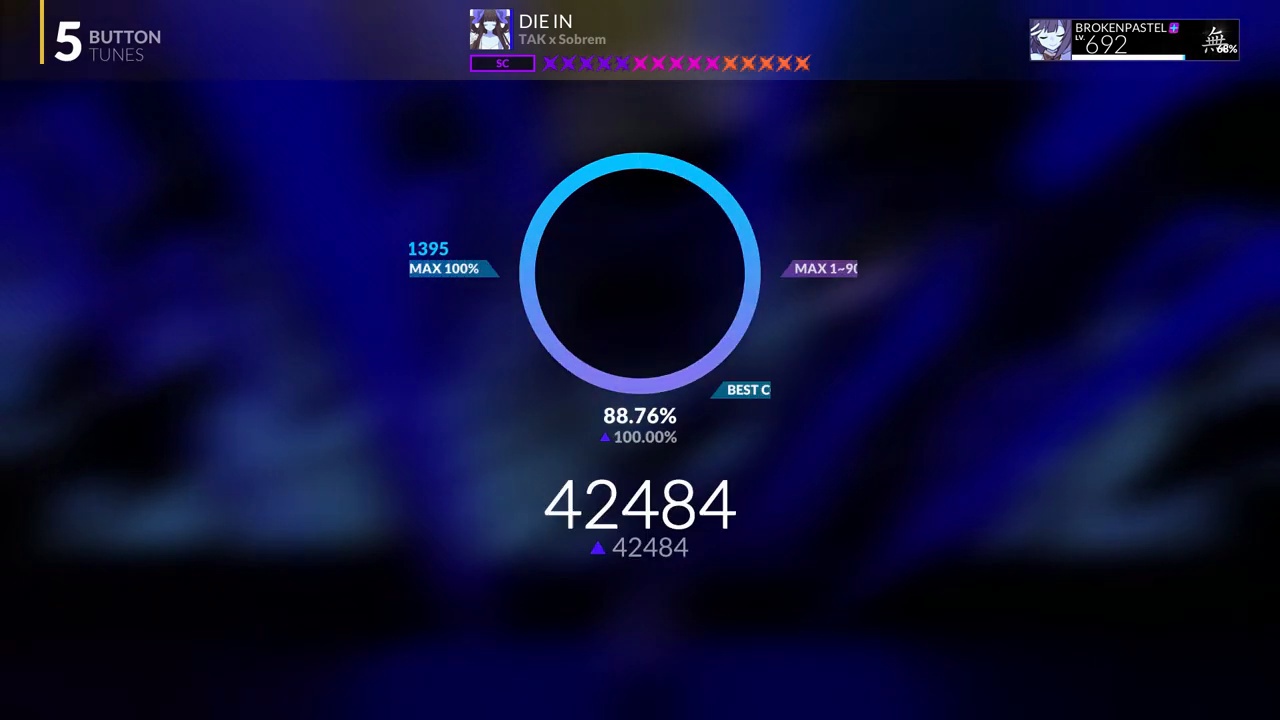 5 BUTTON
TUNES
DIE IN
TAK x Sobrem
SC
BROKENPASTEL
LV. 692
無
68%
1395
MAX 100%
MAX 1~90
BEST C
88.76%
▲ 100.00%
42484
▲ 42484